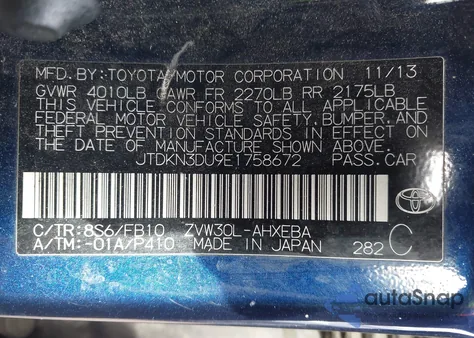 MFD.BY:TOYOTA MOTOR CORPORATION 11/13
GVWR 4010LB GAWR FR 2270LB RR 2175LB
THIS VEHICLE CONFORMS TO ALL APPLICABLE
FEDERAL MOTOR VEHICLE SAFETY,BUMPER,AND
THEFT PREVENTION STANDARDS IN EFFECT ON
THE DATE OF MANUFACTURE SHOWN ABOVE.
JTDKN3DU9E1758672 PASS.CAR
C/TR:8S6/FB10 ZVW30L-AHXEBA
A/TM:-01A/P410 MADE IN JAPAN 282 C
TOYOTA
autoSnap